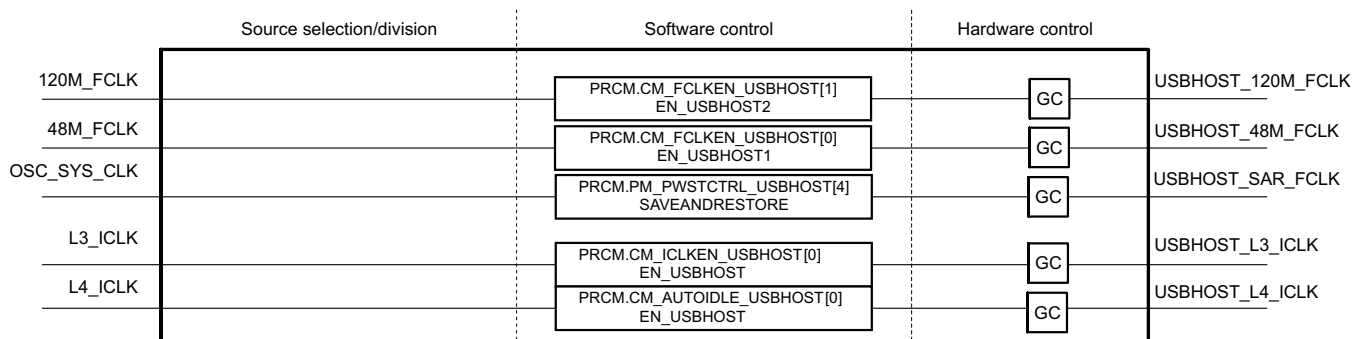 Source selection/division
Software control
Hardware control
120M_FCLK
PRCM.CM_FCLKEN_USBHOST[1]
EN_USBHOST2
GC
USBHOST_120M_FCLK
48M_FCLK
PRCM.CM_FCLKEN_USBHOST[0]
EN_USBHOST1
GC
USBHOST_48M_FCLK
OSC_SYS_CLK
PRCM.PM_PWSTCTRL_USBHOST[4]
SAVEANDRESTORE
GC
USBHOST_SAR_FCLK
L3_ICLK
PRCM.CM_ICLKEN_USBHOST[0]
EN_USBHOST
GC
USBHOST_L3_ICLK
L4_ICLK
PRCM.CM_AUTOIDLE_USBHOST[0]
EN_USBHOST
GC
USBHOST_L4_ICLK